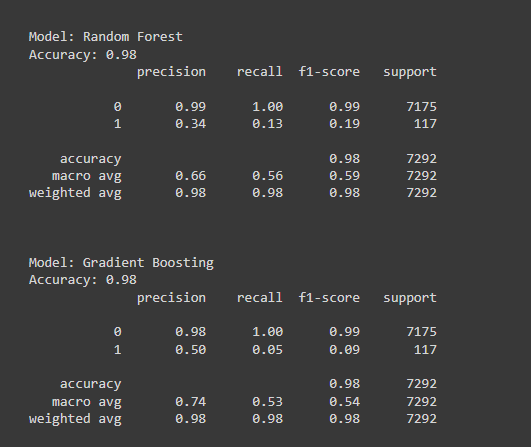 Model: Random Forest
Accuracy: 0.98
precision recall f1-score support
0 0.99 1.00 0.99 7175
1 0.34 0.13 0.19 117
accuracy 0.98 7292
macro avg 0.66 0.56 0.59 7292
weighted avg 0.98 0.98 0.98 7292
Model: Gradient Boosting
Accuracy: 0.98
precision recall f1-score support
0 0.98 1.00 0.99 7175
1 0.50 0.05 0.09 117
accuracy 0.98 7292
macro avg 0.74 0.53 0.54 7292
weighted avg 0.98 0.98 0.98 7292